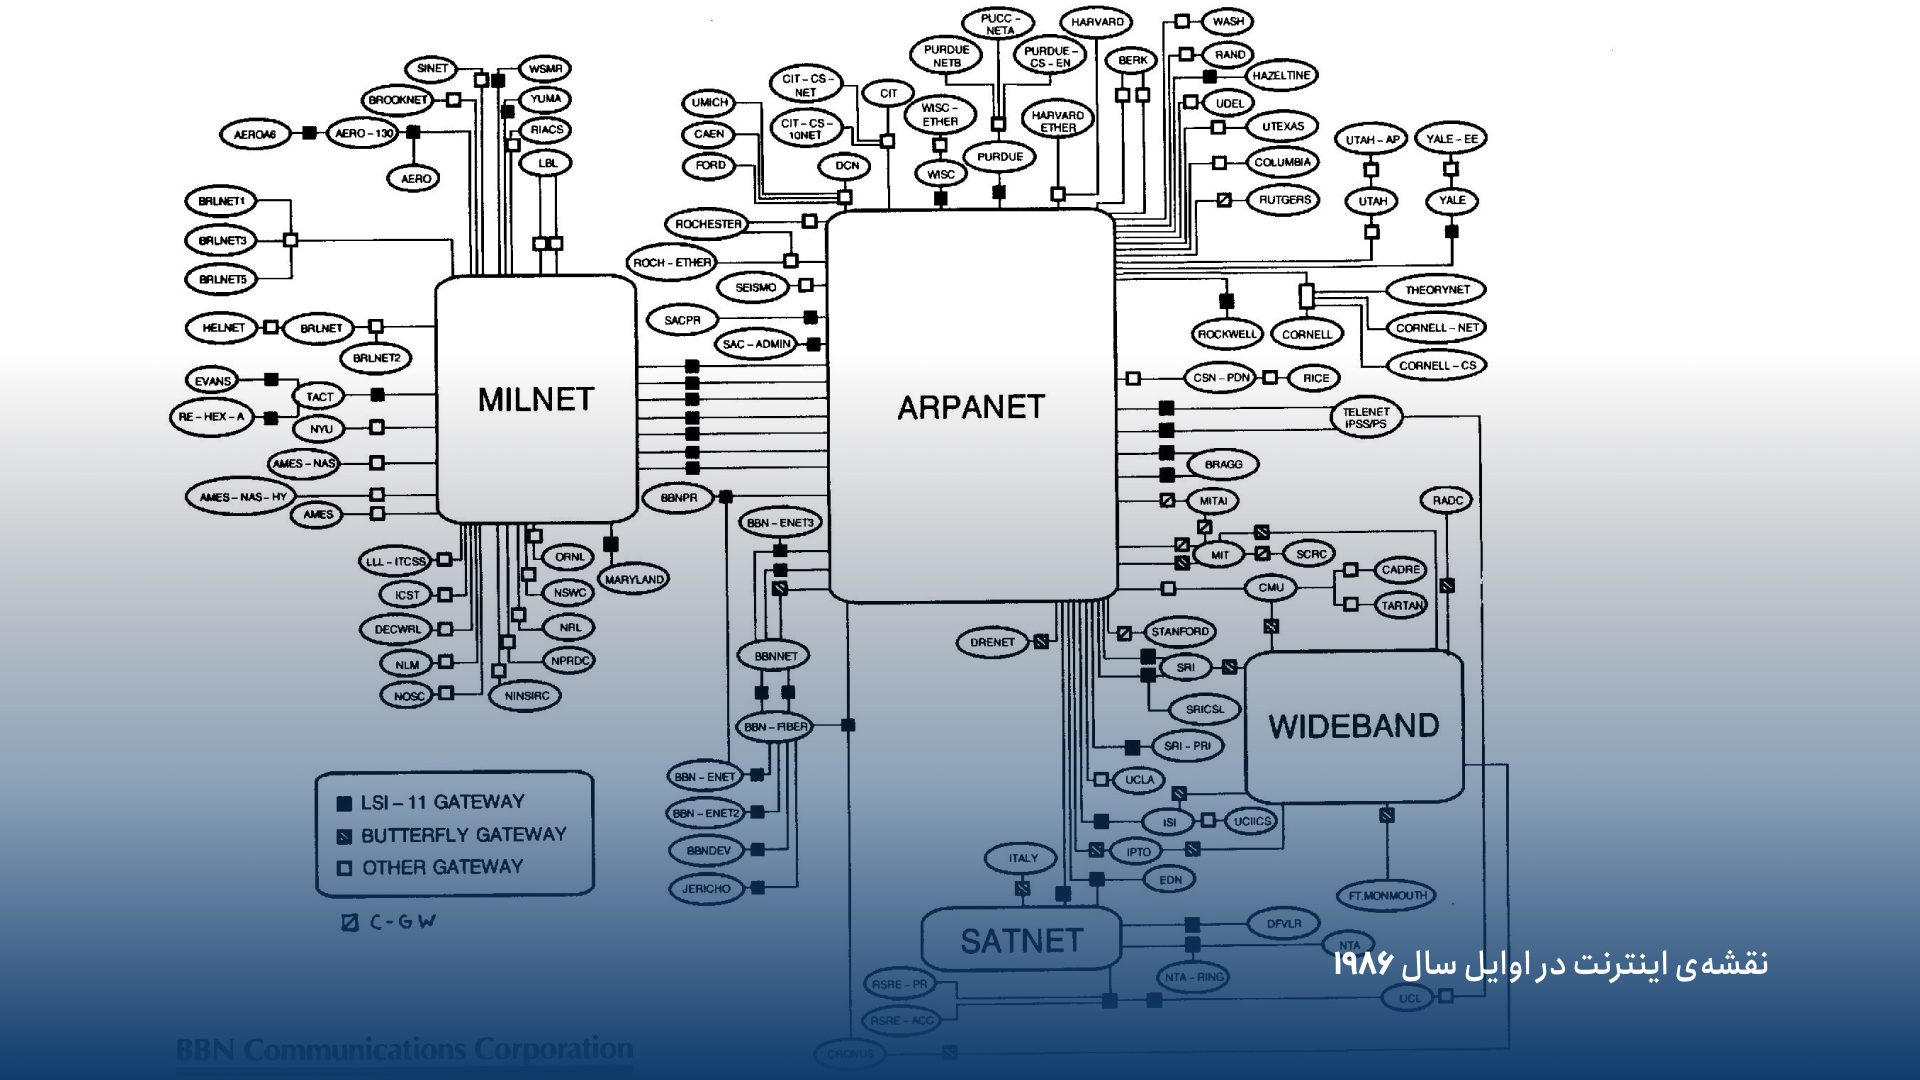 PUCC -
NETA
HARVARD
WASH
PURDUE
NETB
PURDUE -
CS - EN
BERK
RAND
SINET
WSMR
HAZELTINE
CIT - CS -
NET
CIT
BROOKNET
YUMA
UMICH
WISC -
ETHER
UDEL
HARVARD
ETHER
AEROA6
AERO - 130
RIACS
CAEN
CIT - CS -
10NET
UTEXAS
UTAH - AP
YALE - EE
LBL
FORD
DCN
WISC
PURDUE
COLUMBIA
AERO
BRLNET1
RUTGERS
UTAH
YALE
ROCHESTER
BRLNET3
ROCH - ETHER
BRLNET5
SEISMO
THEORYNET
SACPR
HELNET
BRLNET
ROCKWELL
CORNELL
CORNELL - NET
SAC - ADMIN
BRLNET2
CORNELL - CS
EVANS
CSN - PDN
RICE
TACT
MILNET
ARPANET
RE - HEX - A
TELENET
IPSS/PS
NYU
AMES - NAS
BRAGG
AMES - NAS - HY
BBNPR
MITAI
RADC
AMES
BBN - ENET3
LLL - ITCSS
ORNL
MIT
SCRC
MARYLAND
CADRE
ICST
NSWC
CMU
TARTAN
DECWRL
NRL
DRENET
STANFORD
NLM
NPRDC
BBNNET
SRI
NOSC
NINSIRC
SRICSL
BBN - FIBER
WIDEBAND
SRI - PRI
BBN - ENET
UCLA
LSI - 11 GATEWAY
BBN - ENET2
ISI
UCIICS
BUTTERFLY GATEWAY
BBNDEV
ITALY
IPTO
OTHER GATEWAY
JERICHO
EDN
FT.MONMOUTH
C - GW
SATNET
DFVLR
NTA
نقشه‌ی اینترنت در اوایل سال ۱۹۸۶
NTA - RING
RSRE - PR
UCL
RSRE - ACC
BBN Communications Corporation
CRONUS